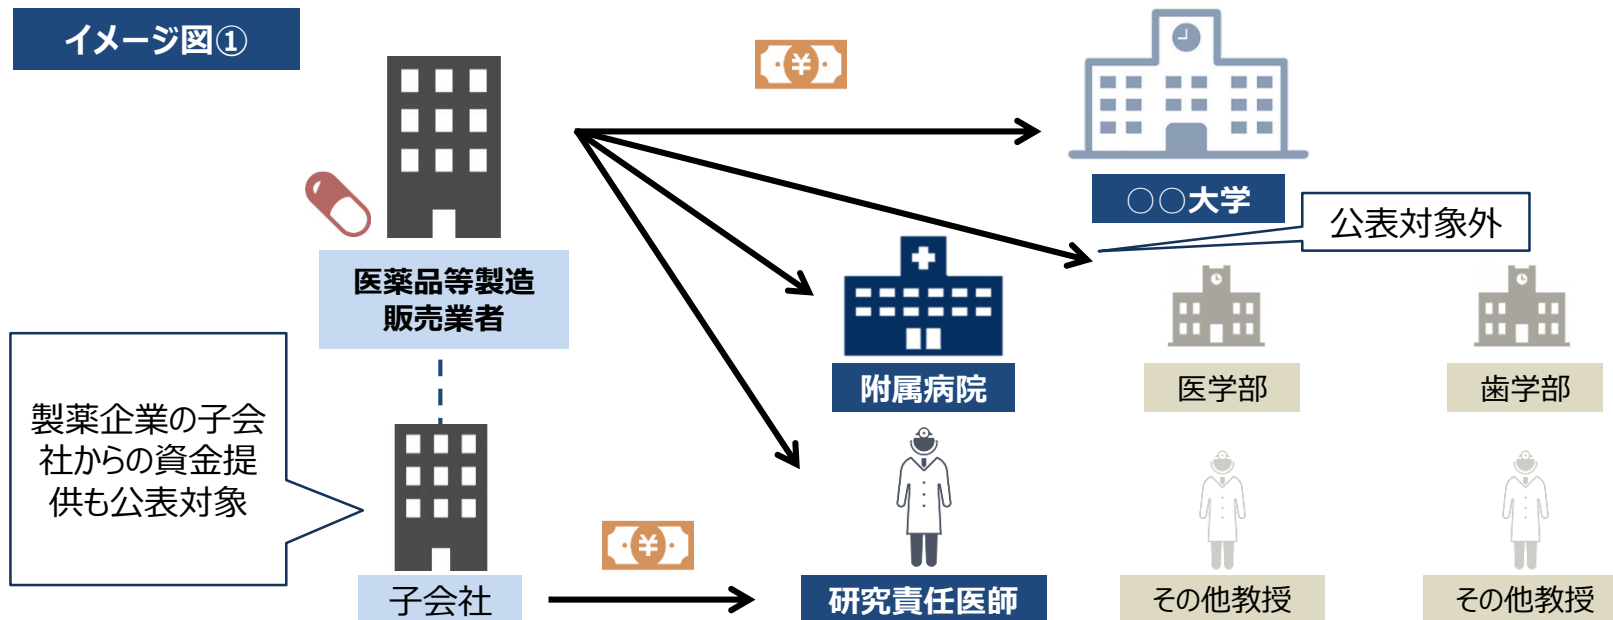 イメージ図①
¥
○○大学
公表対象外
医薬品等製造
販売業者
附属病院
医学部
歯学部
製薬企業の子会
社からの資金提
供も公表対象
¥
子会社
研究責任医師
その他教授
その他教授